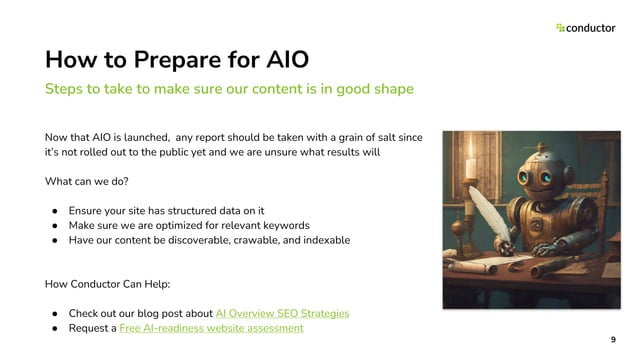 conductor
How to Prepare for AIO
Steps to take to make sure our content is in good shape
Now that AIO is launched,  any report should be taken with a grain of salt since
it's not rolled out to the public yet and we are unsure what results will
What can we do?
● Ensure your site has structured data on it
● Make sure we are optimized for relevant keywords
● Have our content be discoverable, crawable, and indexable
How Conductor Can Help:
● Check out our blog post about AI Overview SEO Strategies
● Request a Free AI-readiness website assessment
9